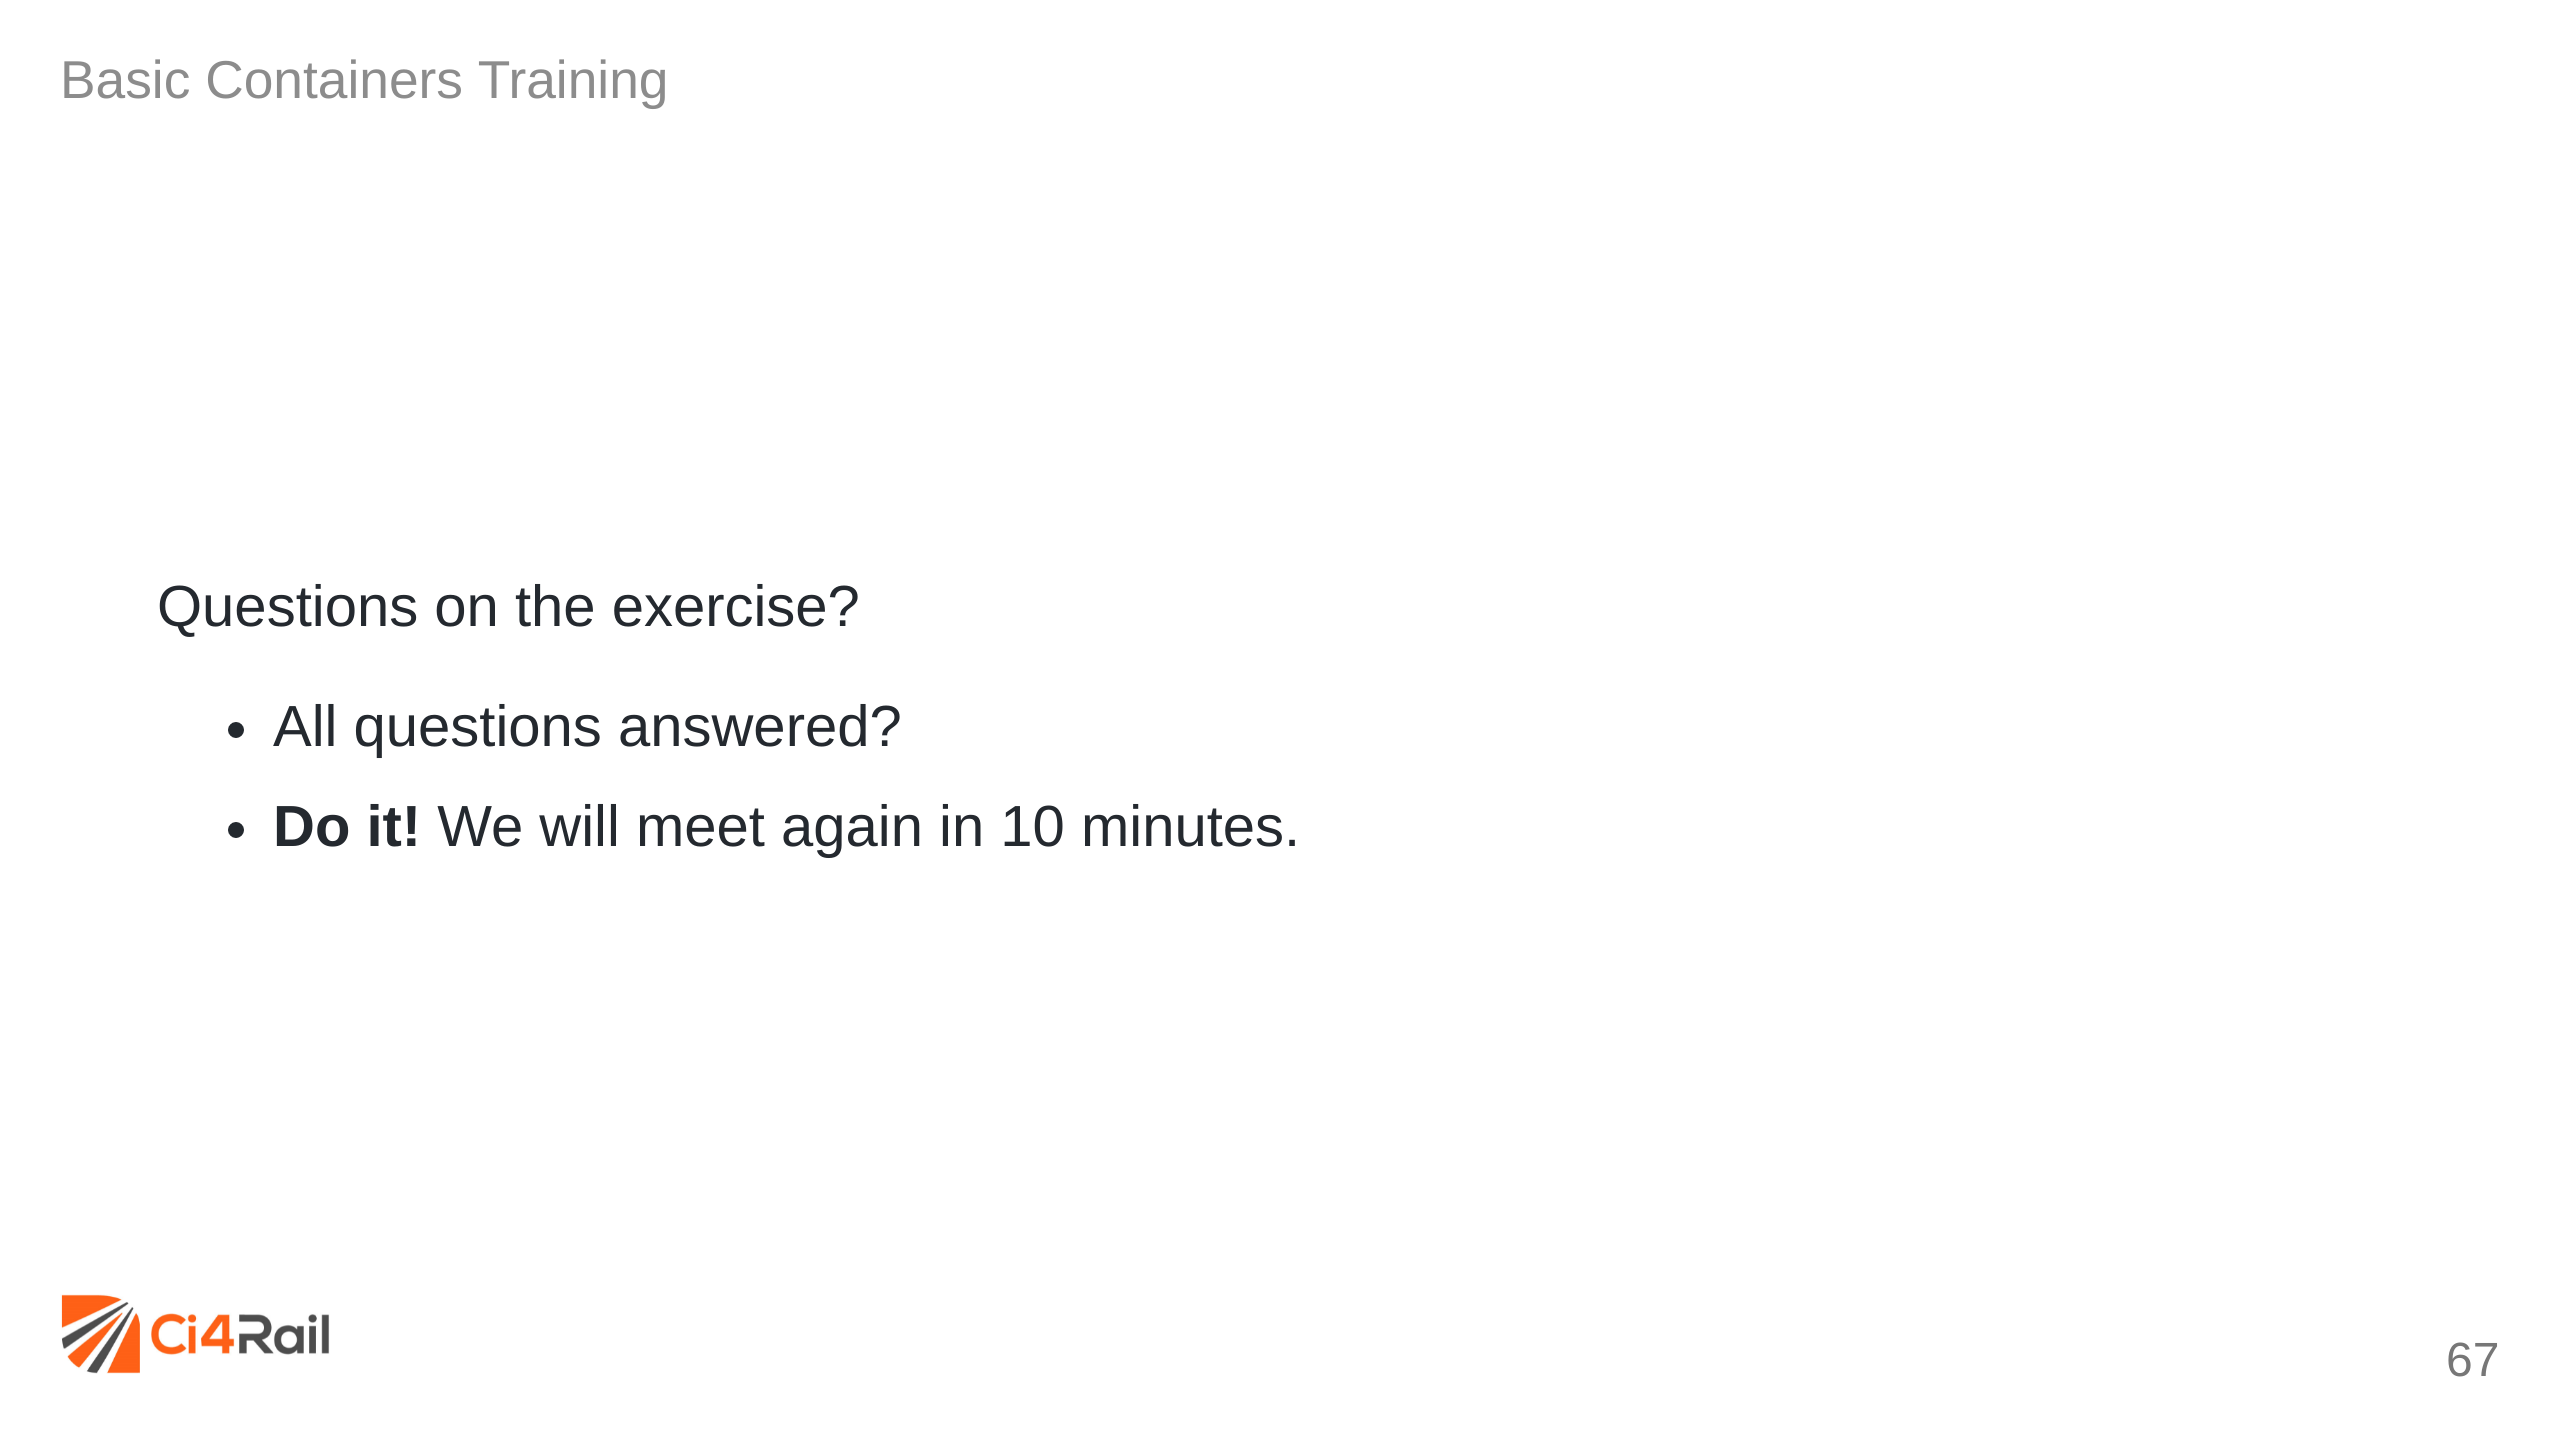 Basic Containers Training
Questions on the exercise?
• All questions answered?
• Do it! We will meet again in 10 minutes.
Ci4Rail
67